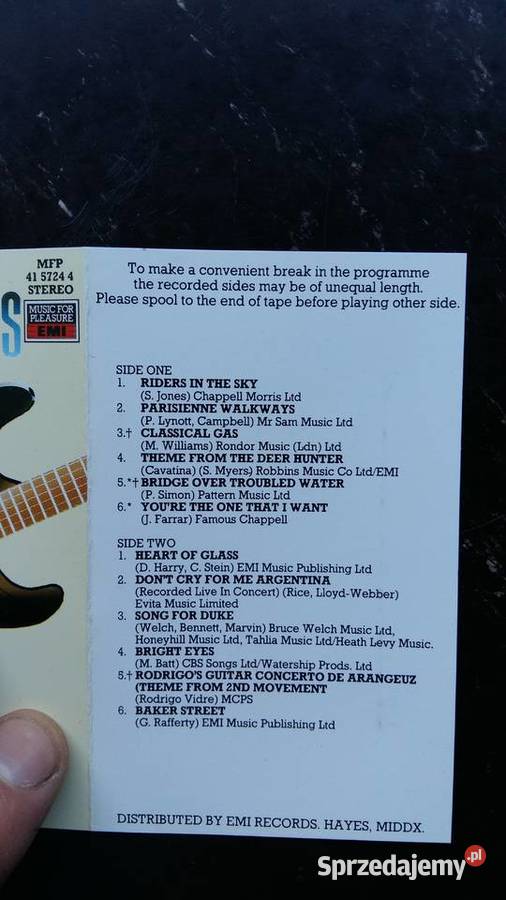 MFP
41 5724 4
STEREO
MUSIC FOR
PLEASURE
EMI
S
To make a convenient break in the programme
the recorded sides may be of unequal length.
Please spool to the end of tape before playing other side.
SIDE ONE
1. RIDERS IN THE SKY
(S. Jones) Chappell Morris Ltd
2. PARISIENNE WALKWAYS
(P. Lynott, Campbell) Mr Sam Music Ltd
3.† CLASSICAL GAS
(M. Williams) Rondor Music (Ldn) Ltd
4. THEME FROM THE DEER HUNTER
(Cavatina) (S. Myers) Robbins Music Co Ltd/EMI
5.*† BRIDGE OVER TROUBLED WATER
(P. Simon) Pattern Music Ltd
6.* YOU'RE THE ONE THAT I WANT
(J. Farrar) Famous Chappell
SIDE TWO
1. HEART OF GLASS
(D. Harry, C. Stein) EMI Music Publishing Ltd
2. DON'T CRY FOR ME ARGENTINA
(Recorded Live In Concert) (Rice, Lloyd-Webber)
Evita Music Limited
3. SONG FOR DUKE
(Welch, Bennett, Marvin) Bruce Welch Music Ltd,
Honeyhill Music Ltd, Tahlia Music Ltd/Heath Levy Music.
4. BRIGHT EYES
(M. Batt) CBS Songs Ltd/Watership Prods. Ltd
5.† RODRIGO'S GUITAR CONCERTO DE ARANGEUZ
(THEME FROM 2ND MOVEMENT
(Rodrigo Vidre) MCPS
6. BAKER STREET
(G. Rafferty) EMI Music Publishing Ltd
DISTRIBUTED BY EMI RECORDS. HAYES, MIDDX.
Sprzedajemy.pl